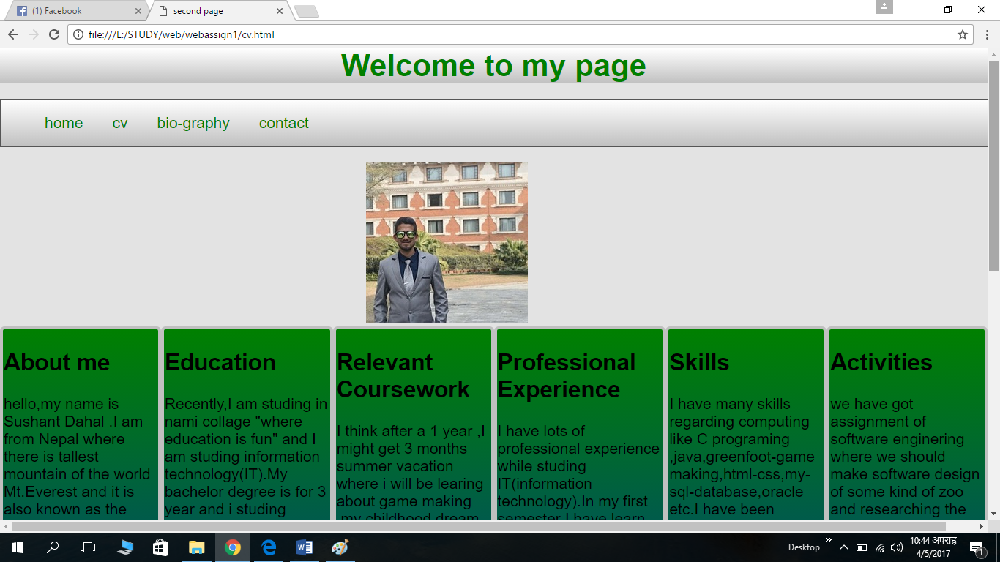 (1) Facebook
second page
file:///E:/STUDY/web/webassign1/cv.html
Welcome to my page
home cv bio-graphy contact
About me
hello,my name is
Sushant Dahal .I am
from Nepal where
there is tallest
mountain of the world
Mt.Everest and it is
also known as the
Education
Recently,I am studing in
nami collage "where
education is fun" and I
am studing information
technology(IT).My
bachelor degree is for 3
year and i studing
Relevant
Coursework
I think after a 1 year ,I
might get 3 months
summer vacation
where i will be learing
about game making
,my childhood dream
Professional
Experience
I have lots of
professional experience
while studing
IT(information
technology).In my first
semester I have learn
Skills
I have many skills
regarding computing
like C programing
,java,greenfoot-game
making,html-css,my-
sql-database,oracle
etc.I have been
Activities
we have got
assignment of
software enginering
where we should
make software design
of some kind of zoo
and researching the
Desktop
10:44 अपराह्न
4/5/2017
1